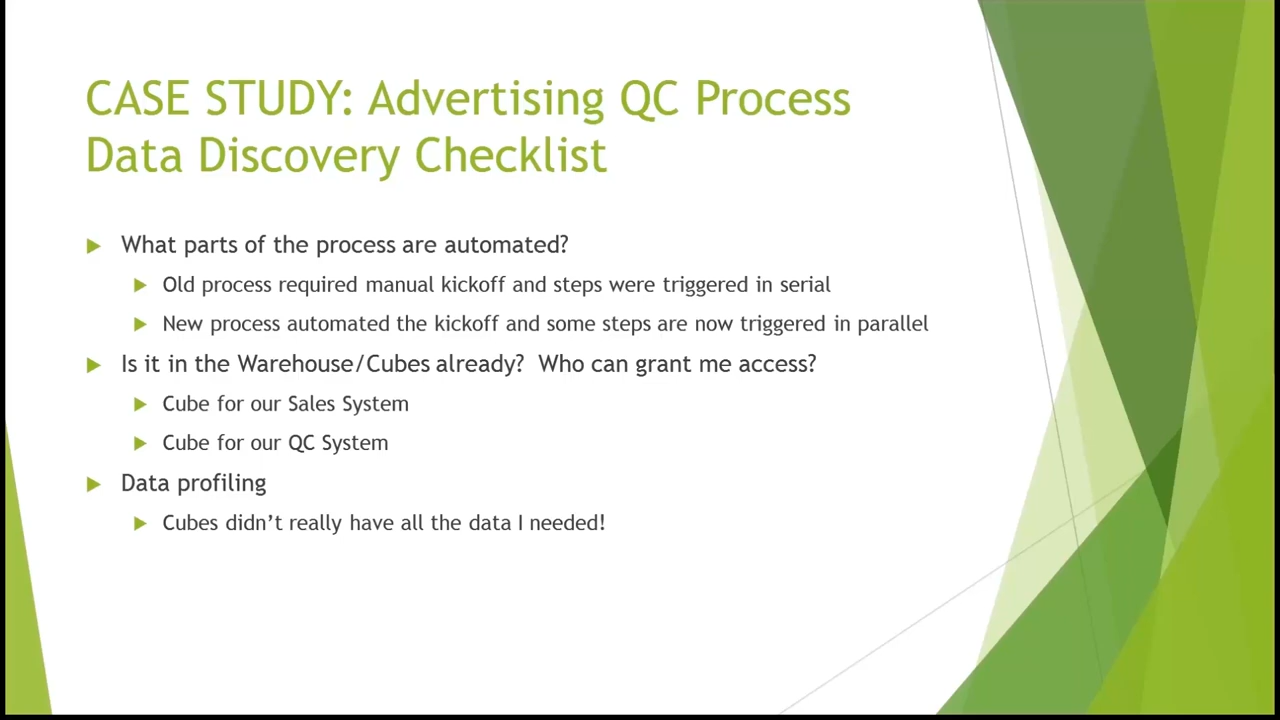 CASE STUDY: Advertising QC Process
Data Discovery Checklist
What parts of the process are automated?
Old process required manual kickoff and steps were triggered in serial
New process automated the kickoff and some steps are now triggered in parallel
Is it in the Warehouse/Cubes already?  Who can grant me access?
Cube for our Sales System
Cube for our QC System
Data profiling
Cubes didn’t really have all the data I needed!